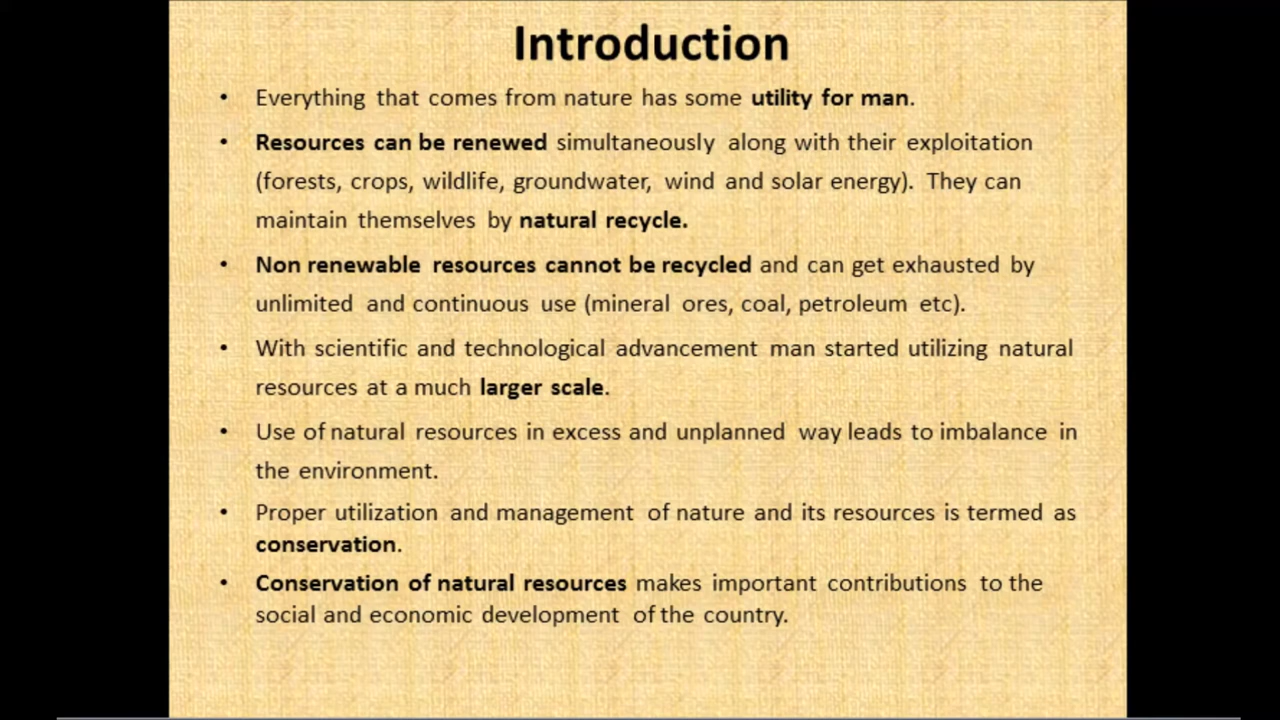 Introduction
• Everything that comes from nature has some utility for man.
• Resources can be renewed simultaneously along with their exploitation
(forests, crops, wildlife, groundwater, wind and solar energy). They can
maintain themselves by natural recycle.
• Non renewable resources cannot be recycled and can get exhausted by
unlimited and continuous use (mineral ores, coal, petroleum etc).
• With scientific and technological advancement man started utilizing natural
resources at a much larger scale.
• Use of natural resources in excess and unplanned way leads to imbalance in
the environment.
• Proper utilization and management of nature and its resources is termed as
conservation.
• Conservation of natural resources makes important contributions to the
social and economic development of the country.